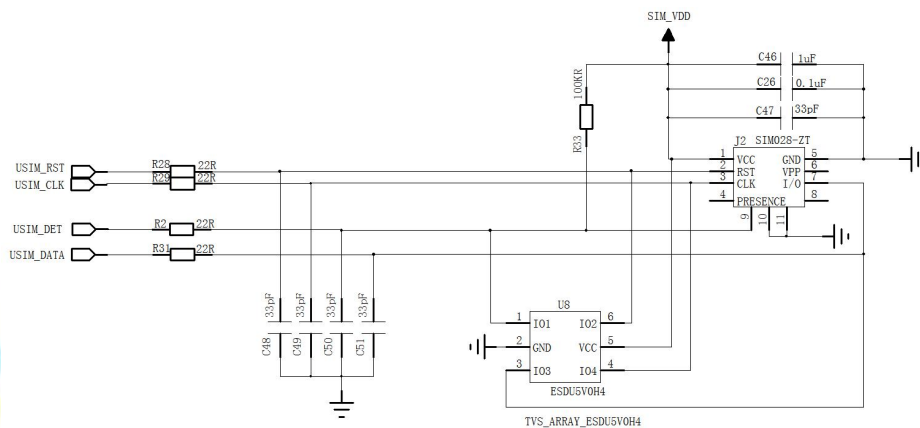 SIM_VDD
C46 1uF
C26 0.1uF
C47 33pF
100KR
R33
J2 SIM028-ZT
1 VCC GND 5
2 RST VPP 6
3 CLK I/O 7
4 PRESENCE 8
9 10 11
USIM_RST R28 22R
USIM_CLK R29 22R
USIM_DET R2 22R
USIM_DATA R31 22R
33pF 33pF 33pF 33pF
C48 C49 C50 C51
U8
1 IO1 IO2 6
2 GND VCC 5
3 IO3 IO4 4
ESDU5V0H4
TVS_ARRAY_ESDU5V0H4